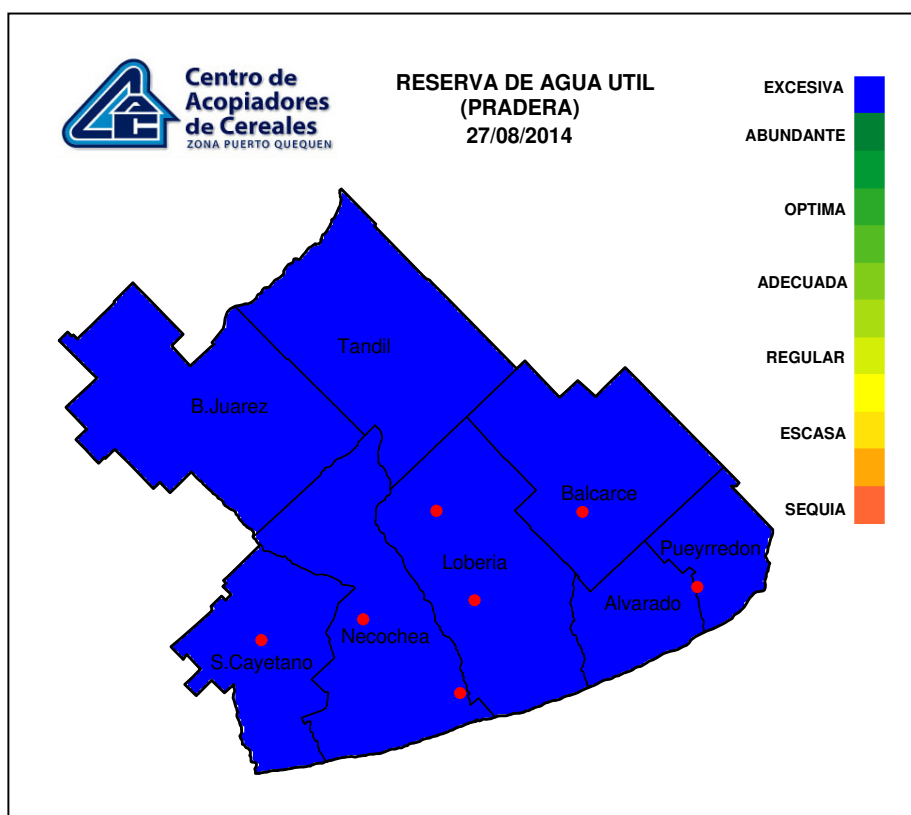 Centro de
Acopiadores
de Cereales
ZONA PUERTO QUEQUEN
CAC
RESERVA DE AGUA UTIL
(PRADERA)
27/08/2014
EXCESIVA
ABUNDANTE
OPTIMA
ADECUADA
REGULAR
ESCASA
SEQUIA
Tandil
B.Juarez
Balcarce
Pueyrredon
Loberia
Alvarado
Necochea
S.Cayetano